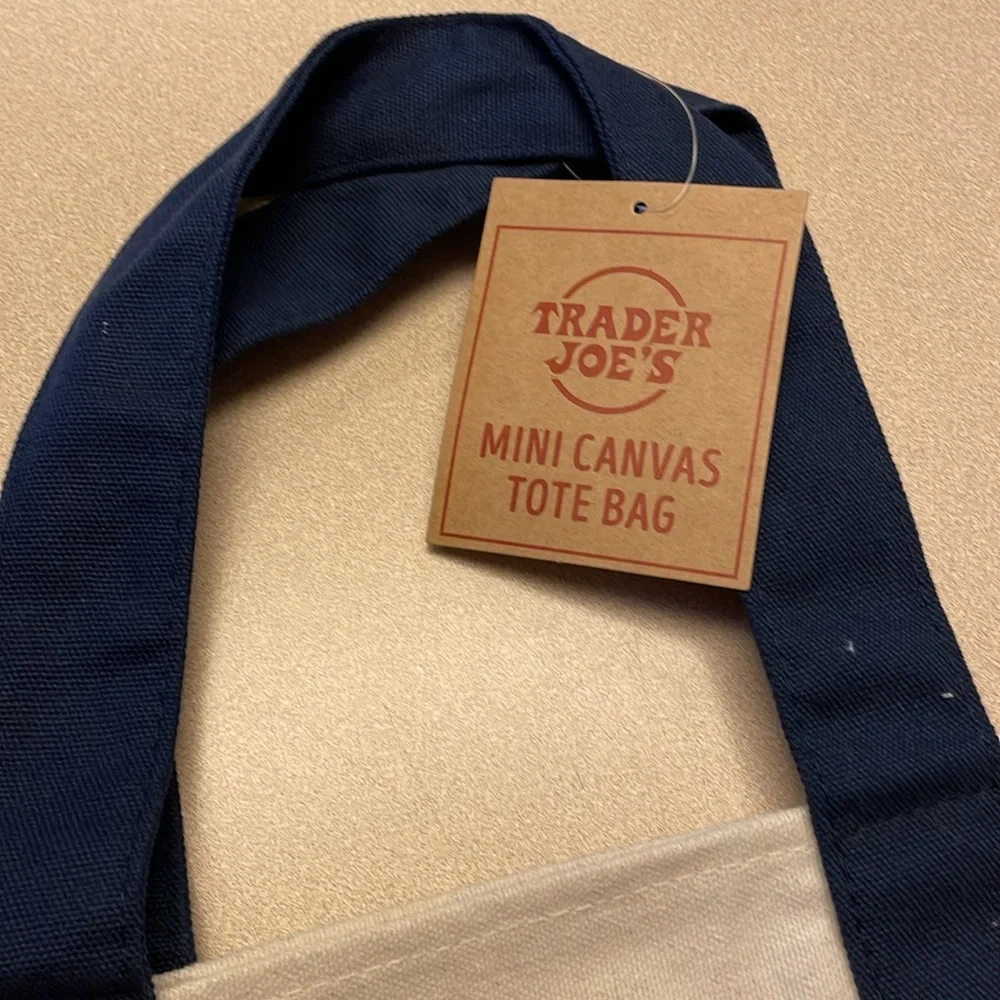 TRADER
JOE'S
MINI CANVAS
TOTE BAG